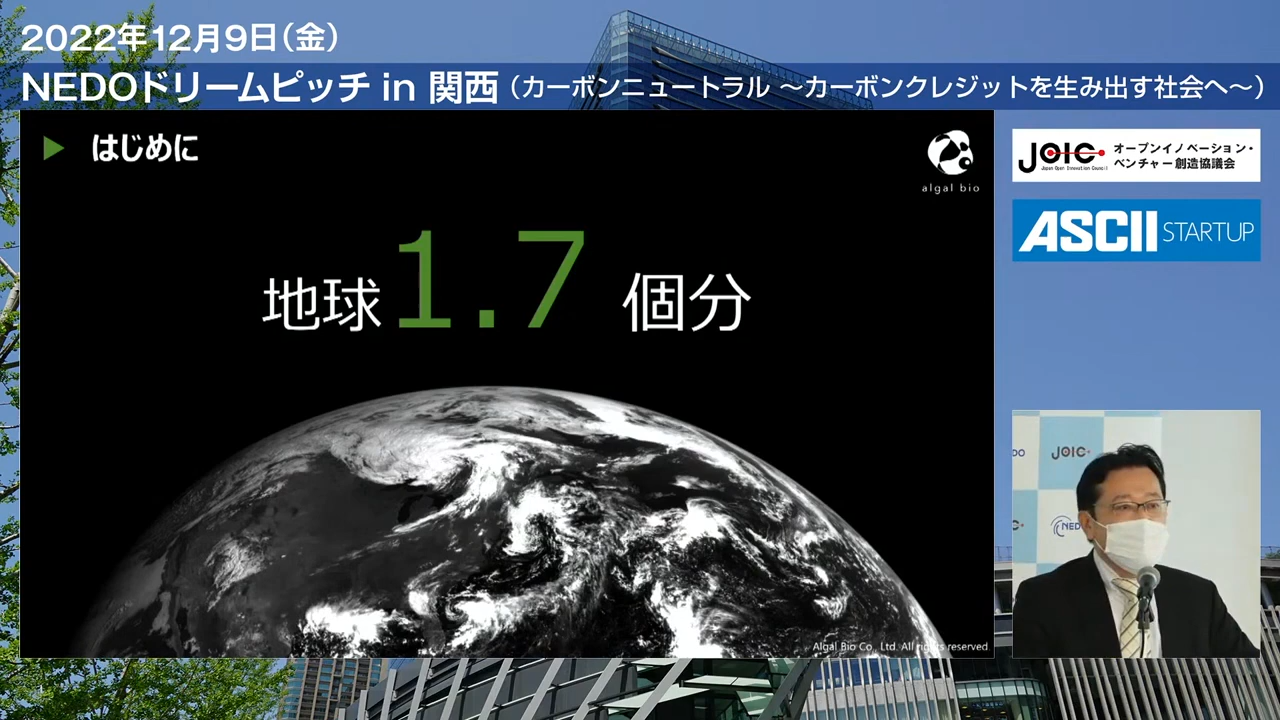 2022年12月9日(金)
NEDOドリームピッチ in 関西 (カーボンニュートラル ～カーボンクレジットを生み出す社会へ～)
はじめに
algal bio
地球1.7個分
Algal Bio Co., Ltd. All rights reserved
JOIC
Japan Open Innovation Council
オープンイノベーション・
ベンチャー創造協議会
ASCII STARTUP
JOIC
NEDO